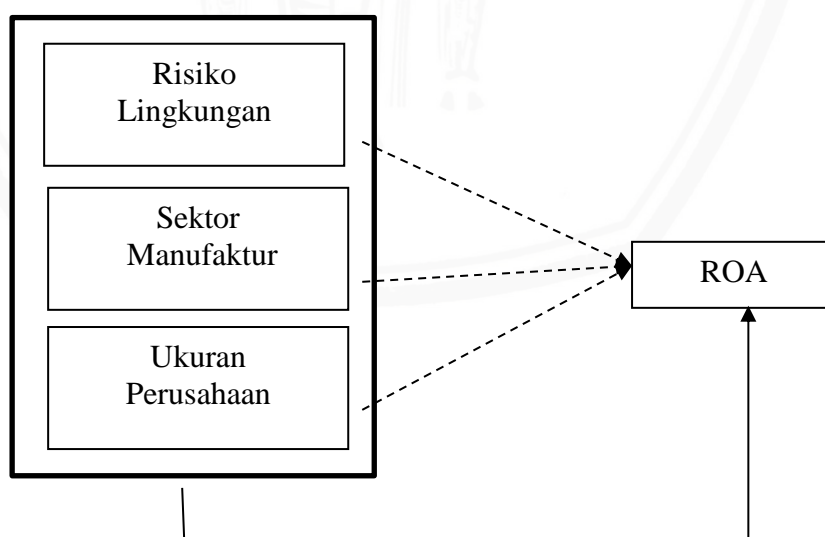 Risiko
Lingkungan
Sektor
Manufaktur
ROA
Ukuran
Perusahaan